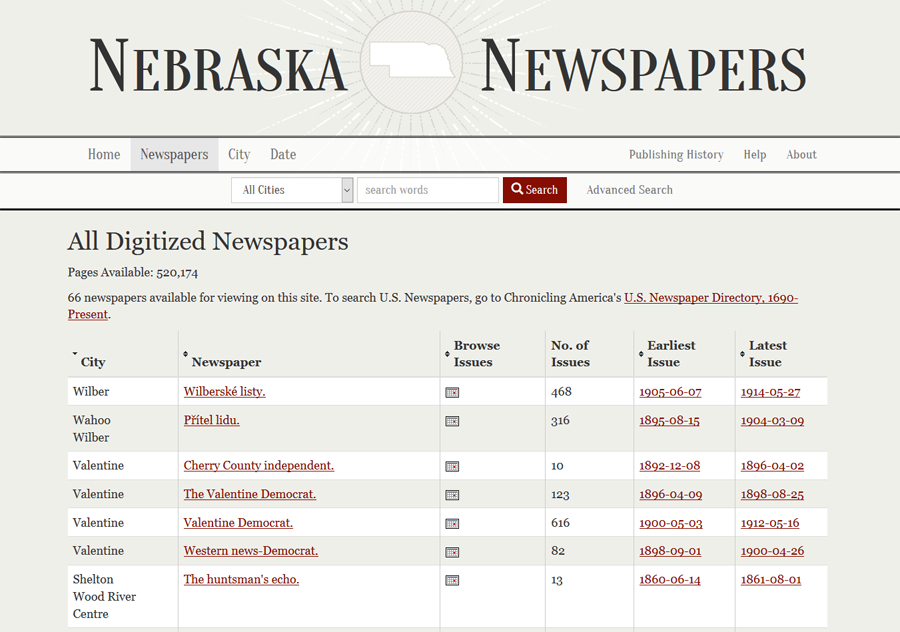 Nebraska Newspapers
Home Newspapers City Date Publishing History Help About
All Cities search words Search Advanced Search
All Digitized Newspapers
Pages Available: 520,174
66 newspapers available for viewing on this site. To search U.S. Newspapers, go to Chronicling America's U.S. Newspaper Directory, 1690-
Present.
City Newspaper Browse Issues No. of Issues Earliest Issue Latest Issue
Wilber Wilberské listy. 468 1905-06-07 1914-05-27
Wahoo Přítel lidu. 316 1895-08-15 1904-03-09
Wilber
Valentine Cherry County independent. 10 1892-12-08 1896-04-02
Valentine The Valentine Democrat. 123 1896-04-09 1898-08-25
Valentine Valentine Democrat. 616 1900-05-03 1912-05-16
Valentine Western news-Democrat. 82 1898-09-01 1900-04-26
Shelton The huntsman's echo. 13 1860-06-14 1861-08-01
Wood River
Centre